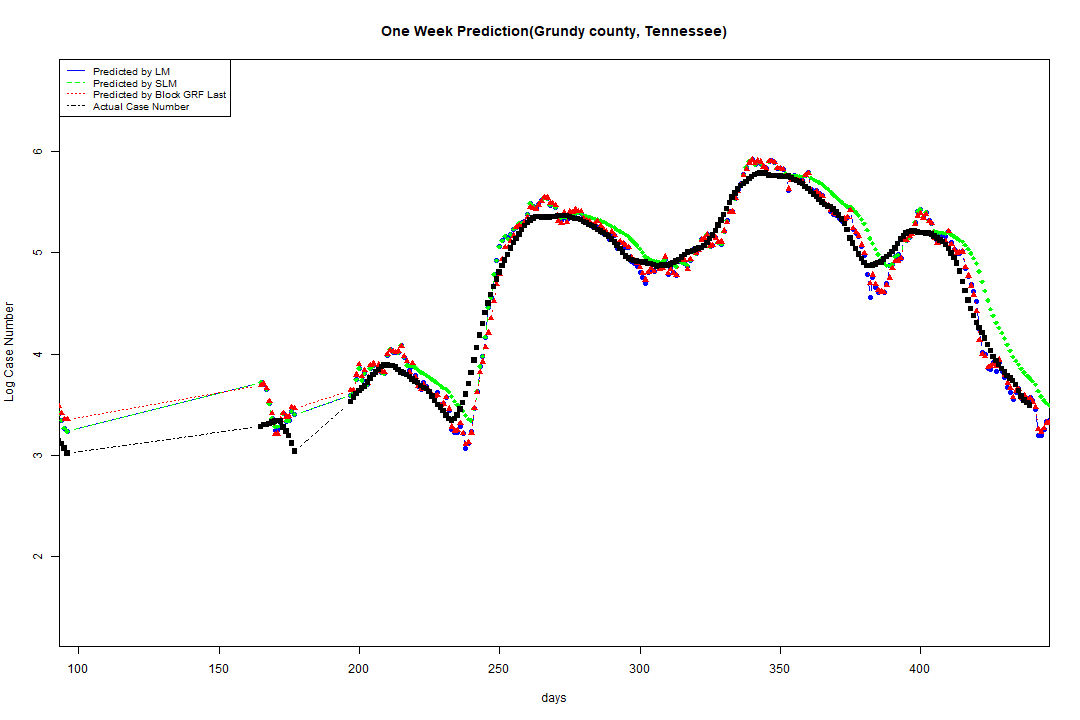 One Week Prediction(Grundy county, Tennessee)
Predicted by LM
Predicted by SLM
Predicted by Block GRF Last
Actual Case Number
6
5
4
3
2
Log Case Number
100 150 200 250 300 350 400
days